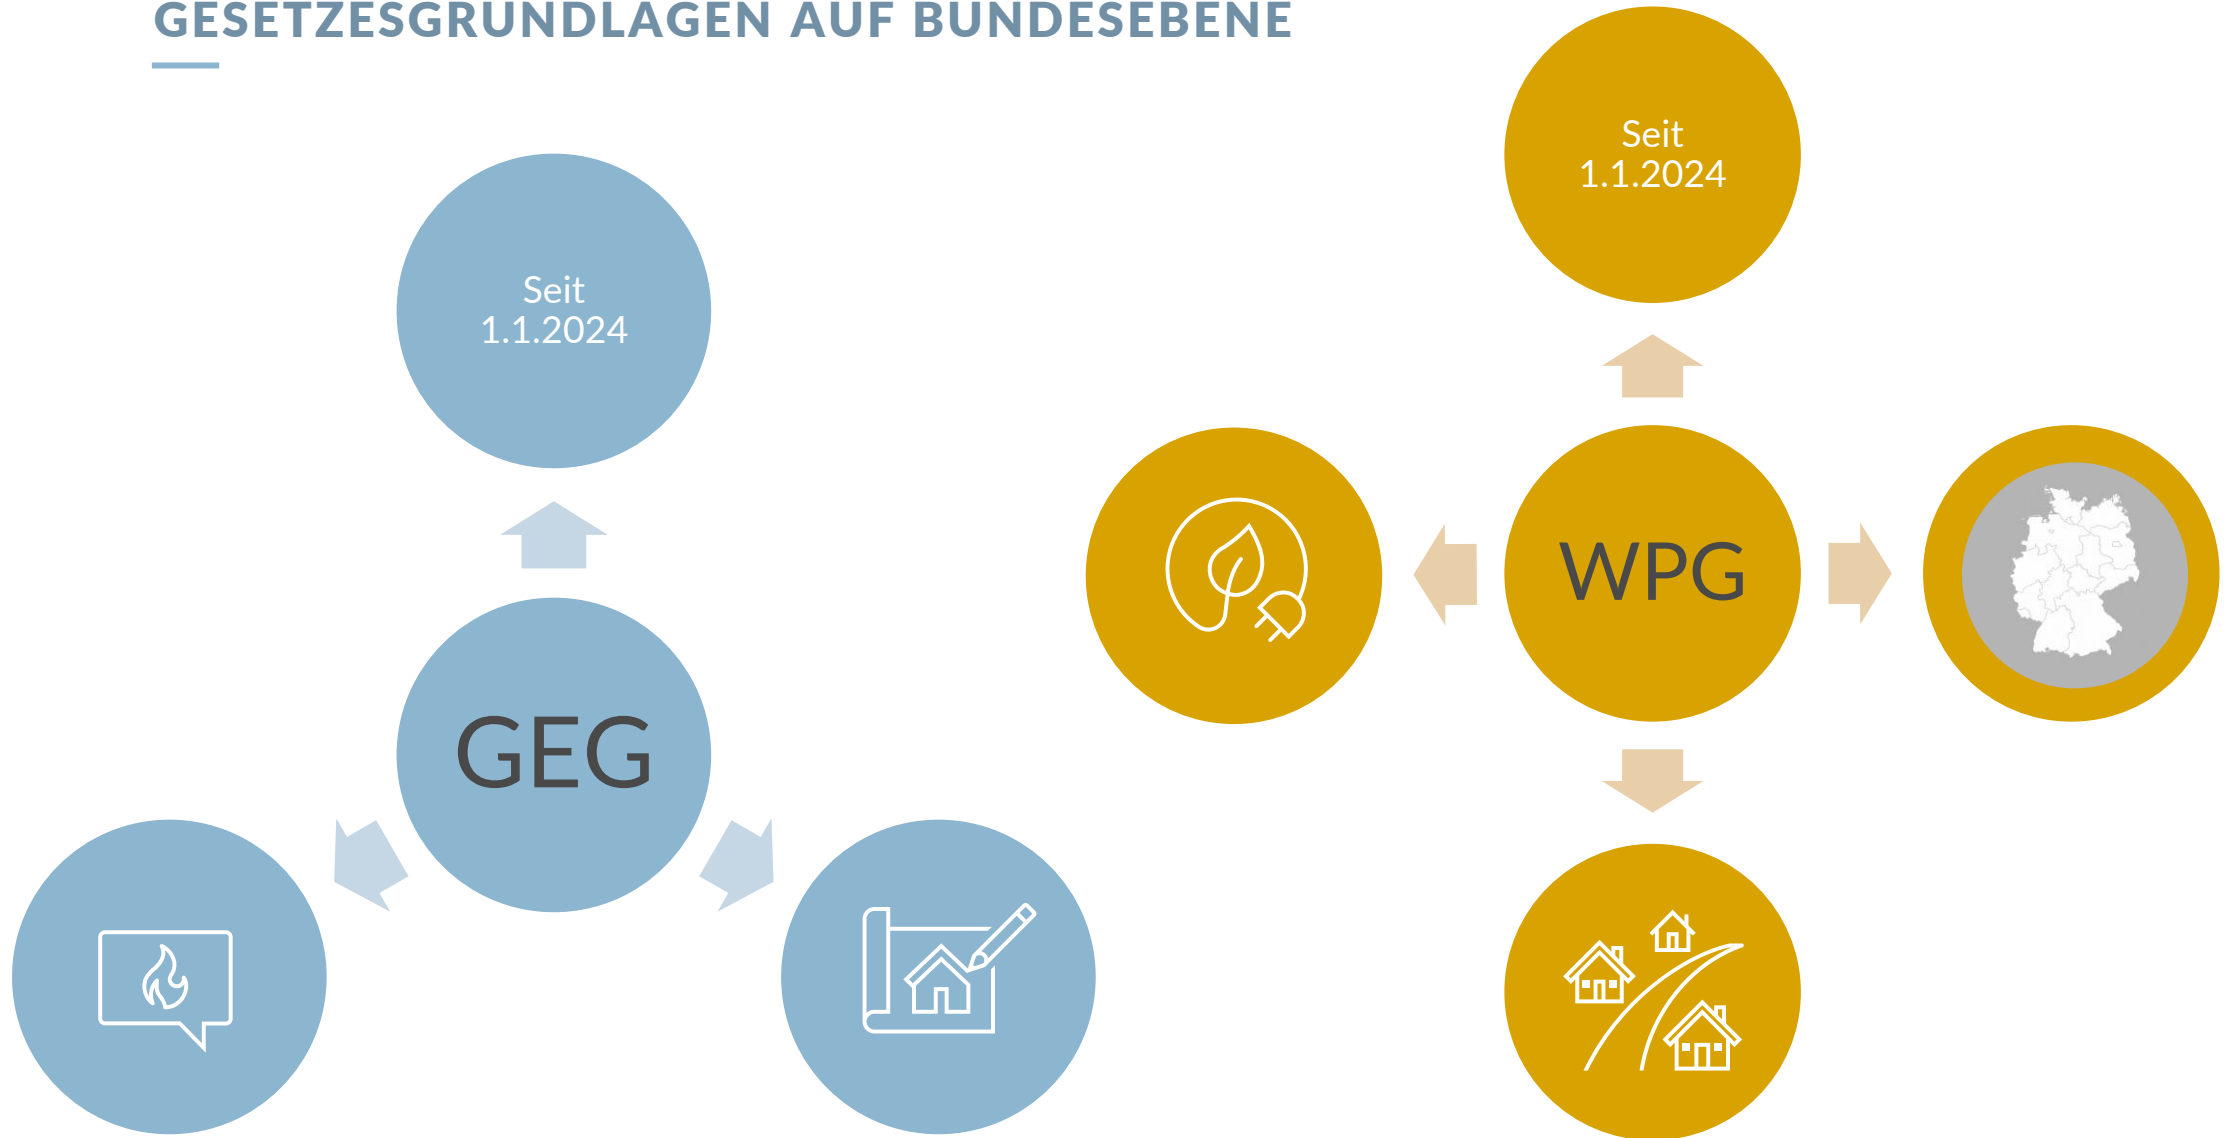 GESETZESGRUNDLAGEN AUF BUNDESEBENE
Seit
1.1.2024
GEG
Seit
1.1.2024
WPG